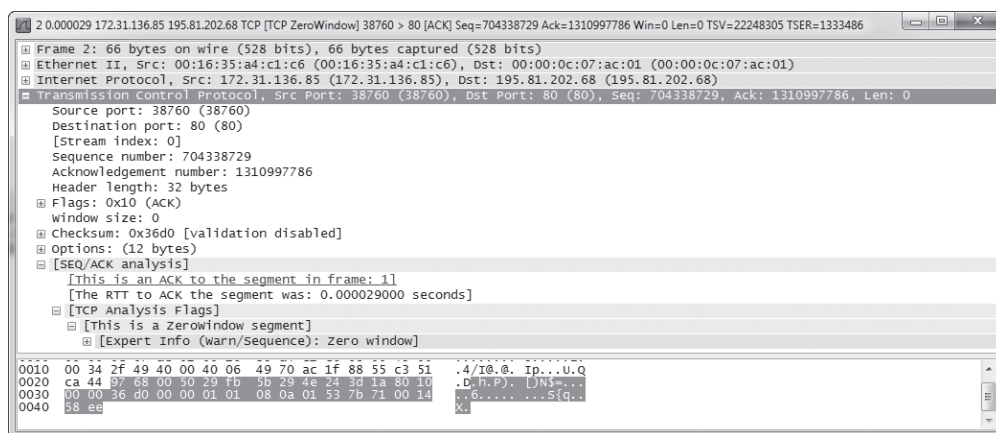 2 0.000029 172.31.136.85 195.81.202.68 TCP [TCP ZeroWindow] 38760 > 80 [ACK] Seq=704338729 Ack=1310997786 Win=0 Len=0 TSV=22248305 TSER=1333486
Frame 2: 66 bytes on wire (528 bits), 66 bytes captured (528 bits)
Ethernet II, Src: 00:16:35:a4:c1:c6 (00:16:35:a4:c1:c6), Dst: 00:00:0c:07:ac:01 (00:00:0c:07:ac:01)
Internet Protocol, Src: 172.31.136.85 (172.31.136.85), Dst: 195.81.202.68 (195.81.202.68)
Transmission Control Protocol, Src Port: 38760 (38760), Dst Port: 80 (80), Seq: 704338729, Ack: 1310997786, Len: 0
Source port: 38760 (38760)
Destination port: 80 (80)
[Stream index: 0]
Sequence number: 704338729
Acknowledgement number: 1310997786
Header length: 32 bytes
Flags: 0x10 (ACK)
Window size: 0
Checksum: 0x36d0 [validation disabled]
Options: (12 bytes)
[SEQ/ACK analysis]
[This is an ACK to the segment in frame: 1]
[The RTT to ACK the segment was: 0.000029000 seconds]
[TCP Analysis Flags]
[This is a ZeroWindow segment]
[Expert Info (Warn/Sequence): Zero window]
0010 00 34 2f 49 40 00 40 06 49 70 ac 1f 88 55 c3 51 .4/I@.@. Ip...U.Q
0020 ca 44 97 68 00 50 29 fb 5b 29 4e 24 3d 1a 80 10 .D.h.P). [)N$=...
0030 00 00 36 d0 00 00 01 01 08 0a 01 53 7b 71 00 14 ..6..... ...S{q..
0040 58 ee X.